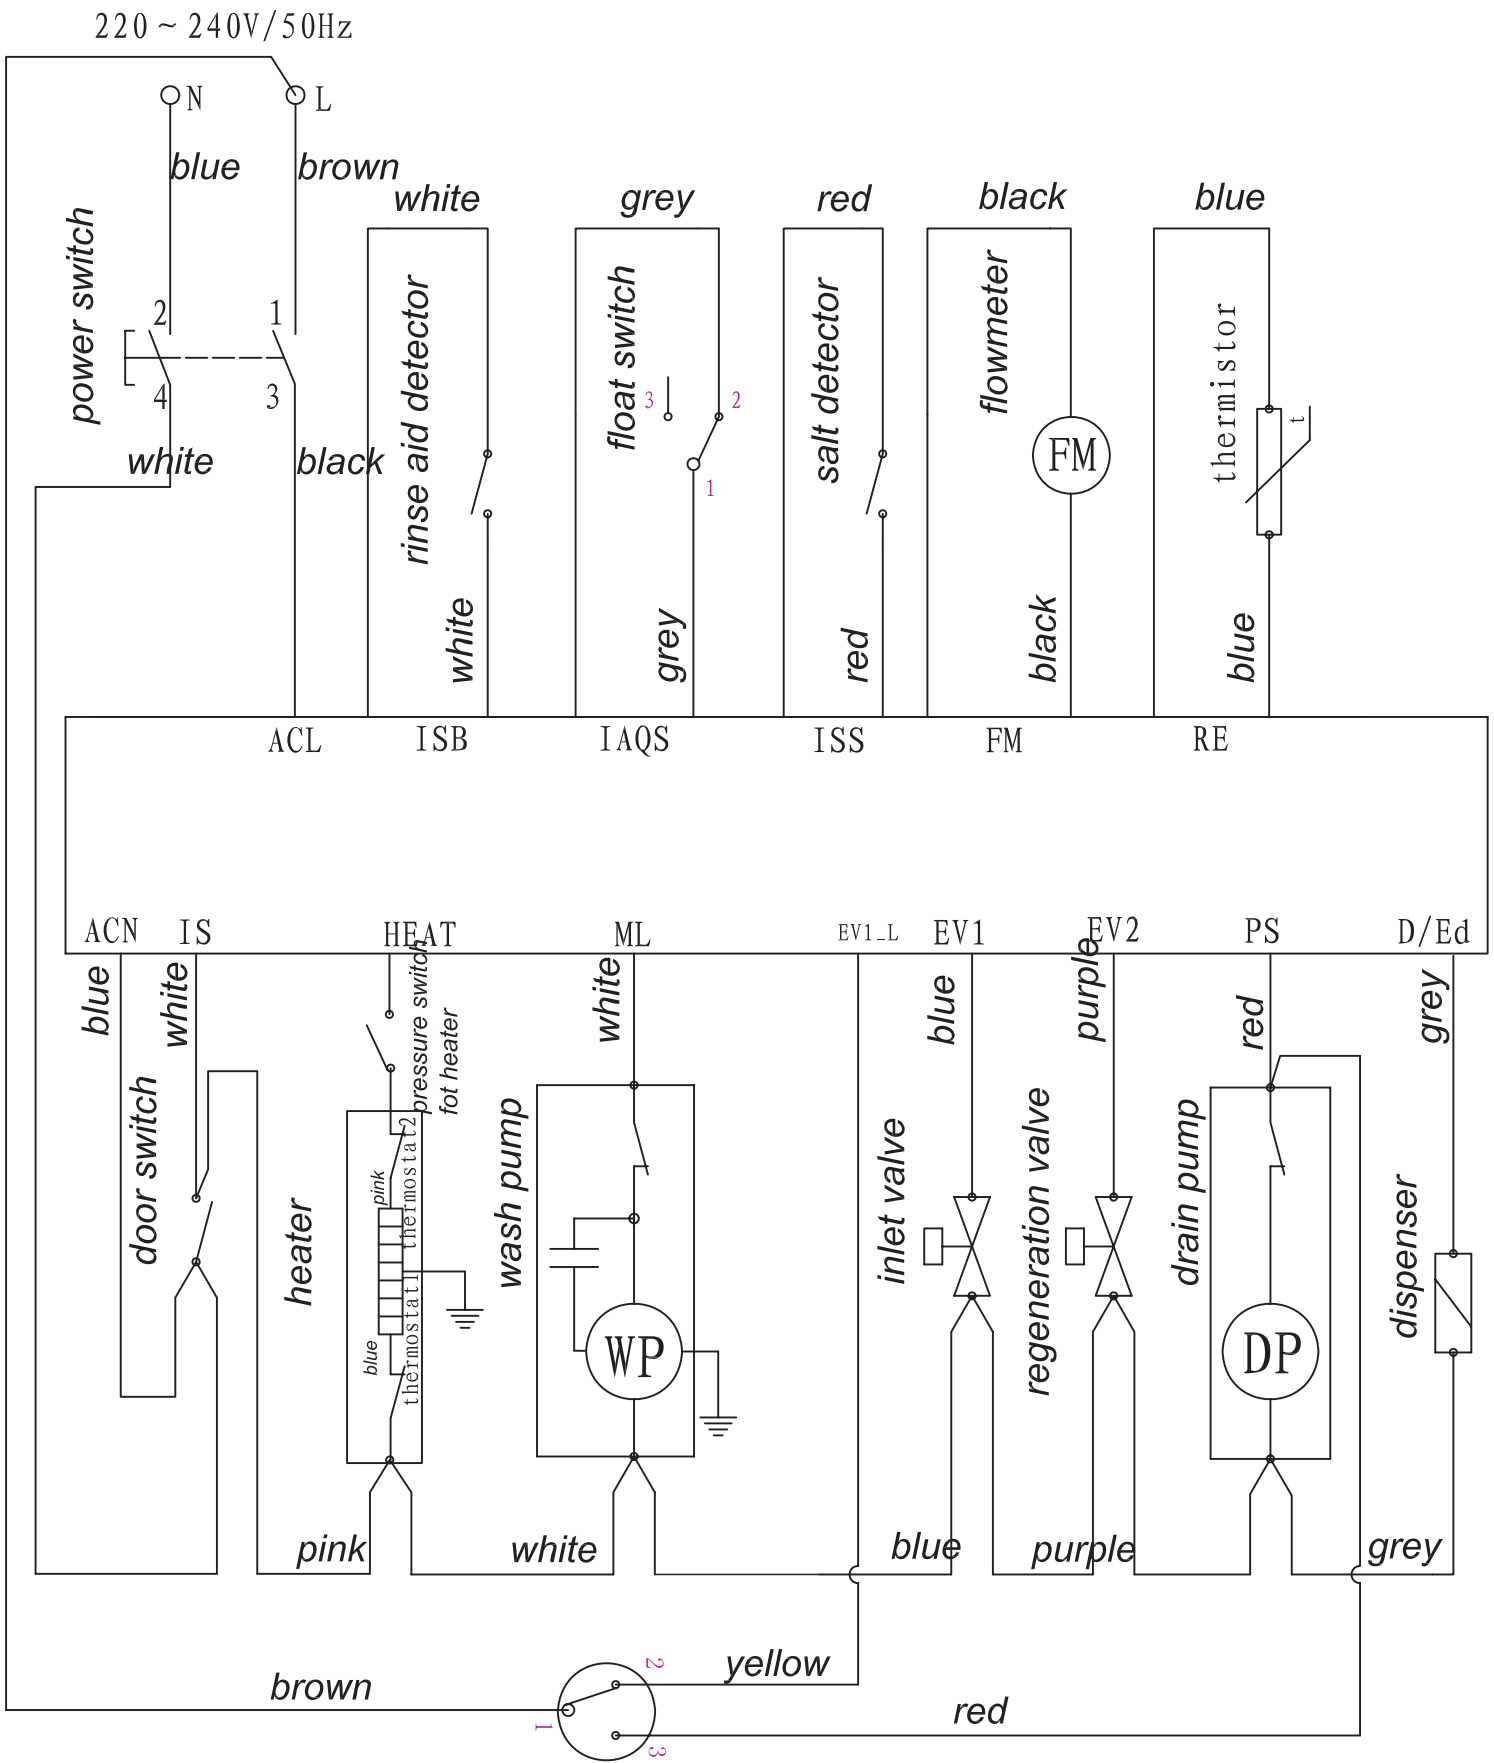 220~240V/50Hz
N
L
blue
brown
power switch
2
1
4
3
white
black
white
rinse aid detector
white
grey
float switch
3
2
1
grey
red
salt detector
red
black
flowmeter
FM
black
blue
thermistor
t
blue
ACL
ISB
IAQS
ISS
FM
RE
ACN
IS
HEAT
ML
EV1_L
EV1
EV2
PS
D/Ed
blue
white
door switch
pressure switch
fot heater
heater
thermostat2
pink
thermostat1
blue
white
wash pump
WP
blue
inlet valve
purple
regeneration valve
red
drain pump
DP
grey
dispenser
pink
white
blue
purple
grey
brown
1
2
3
yellow
red